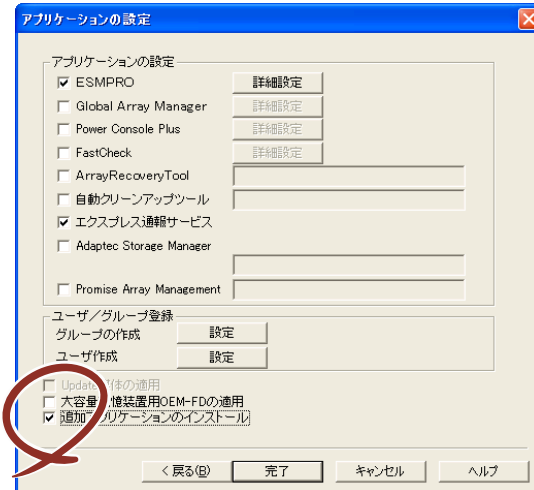 アプリケーションの設定
アプリケーションの設定
ESMPRO 詳細設定
Global Array Manager 詳細設定
Power Console Plus 詳細設定
FastCheck 詳細設定
ArrayRecoveryTool
自動クリーンアップツール
エクスプレス通報サービス
Adaptec Storage Manager
Promise Array Management
ユーザ/グループ登録
グループの作成 設定
ユーザ作成 設定
Update 体の適用
大容量 憶装置用OEM-FDの適用
追加アプリケーションのインストール
< 戻る(B) 完了 キャンセル ヘルプ